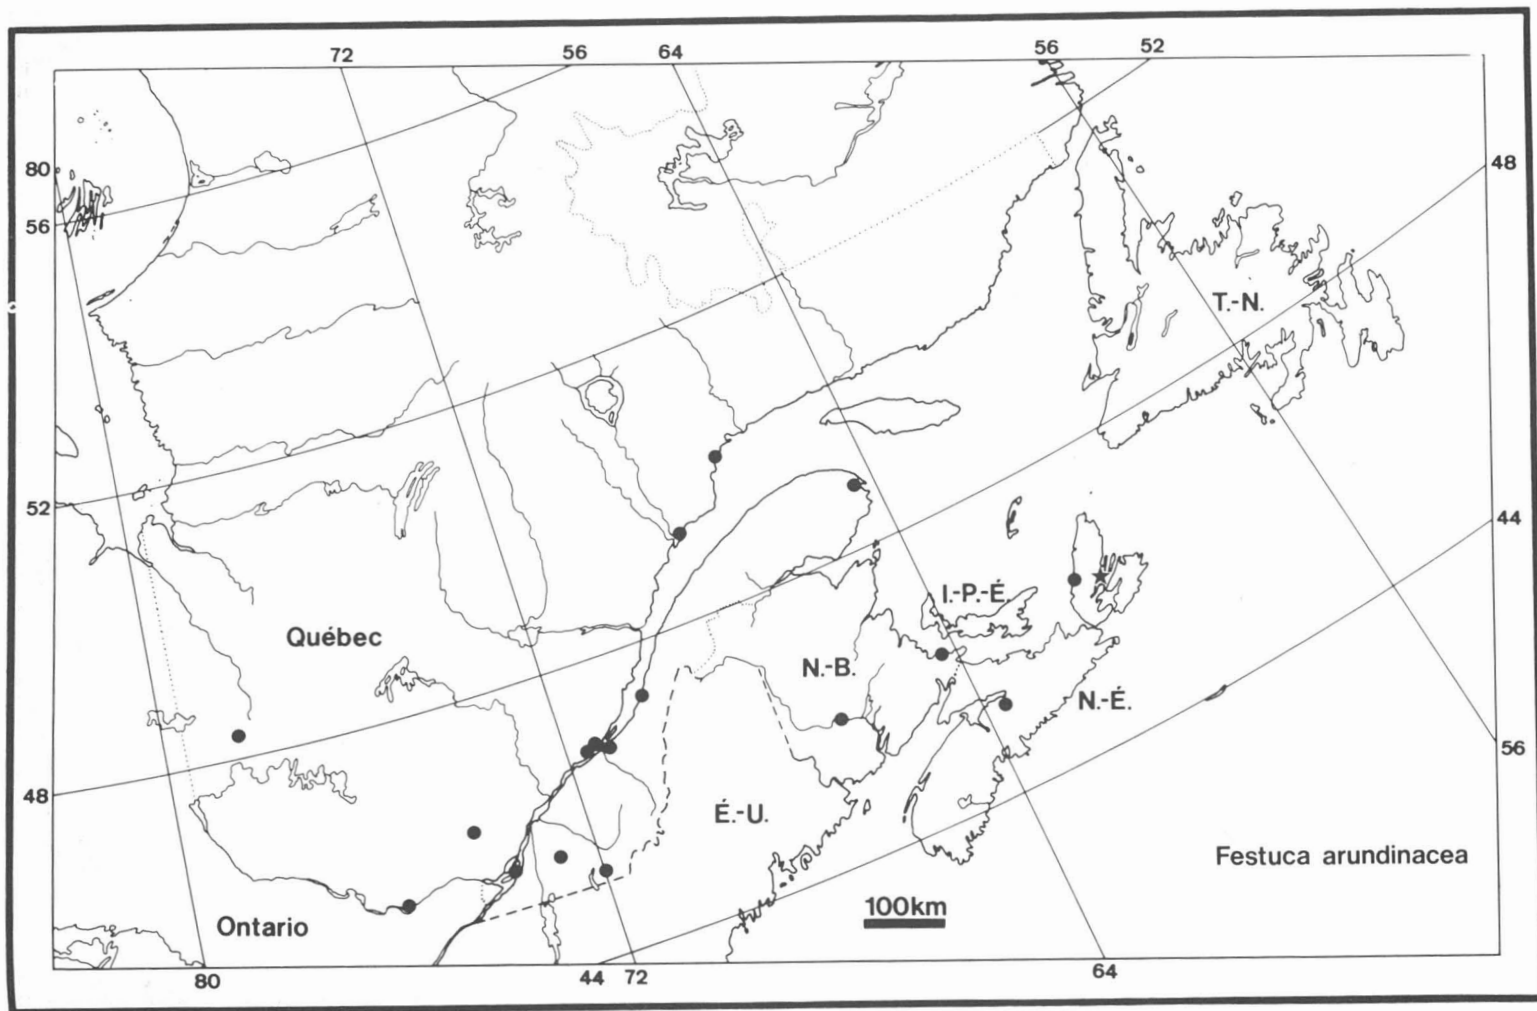 72
56
64
56
52
80
56
48
T.-N.
52
44
I.-P.-É.
Québec
N.-B.
N.-É.
56
48
É.-U.
Festuca arundinacea
100km
Ontario
80
44
72
64